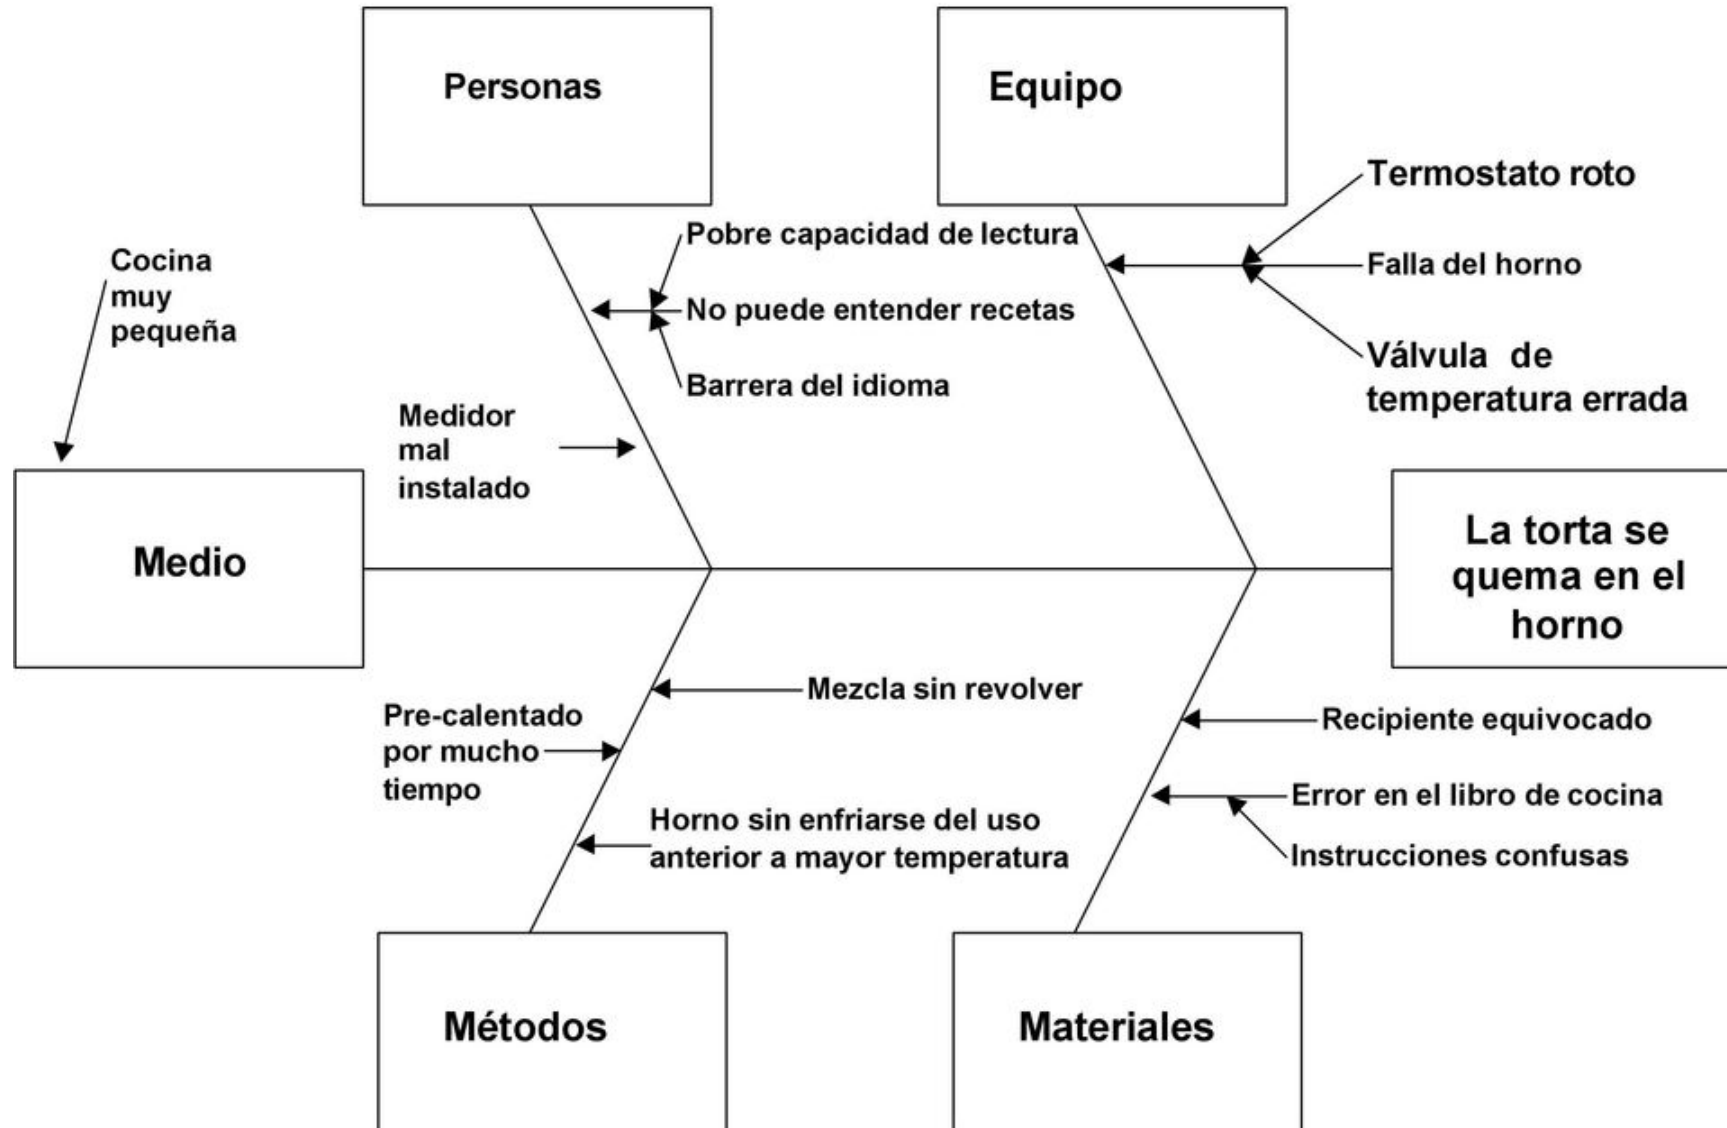 Personas
Equipo
Termostato roto
Pobre capacidad de lectura
Cocina
muy
pequeña
Falla del horno
No puede entender recetas
Válvula de
temperatura errada
Barrera del idioma
Medidor
mal
instalado
Medio
La torta se
quema en el
horno
Mezcla sin revolver
Pre-calentado
por mucho
tiempo
Recipiente equivocado
Error en el libro de cocina
Horno sin enfriarse del uso
anterior a mayor temperatura
Instrucciones confusas
Métodos
Materiales